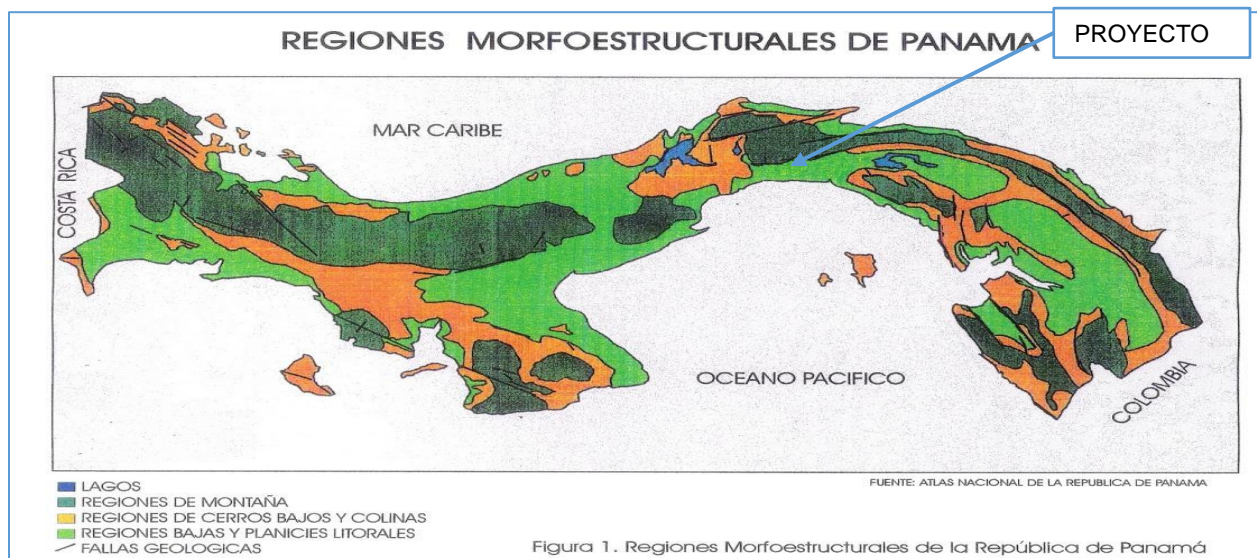 REGIONES MORFOESTRUCTURALES DE PANAMA
PROYECTO
MAR CARIBE
COSTA RICA
OCEANO PACIFICO
COLOMBIA
FUENTE: ATLAS NACIONAL DE LA REPUBLICA DE PANAMA
LAGOS
REGIONES DE MONTAÑA
REGIONES DE CERROS BAJOS Y COLINAS
REGIONES BAJAS Y PLANICIES LITORALES
FALLAS GEOLOGICAS
Figura 1. Regiones Morfoestructurales de la República de Panamá